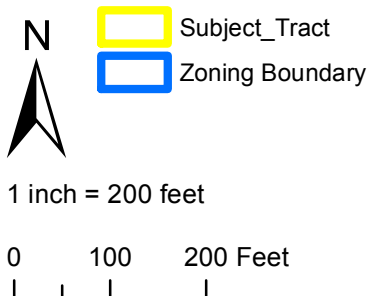 N
Subject_Tract
Zoning Boundary
1 inch = 200 feet
0 100 200 Feet